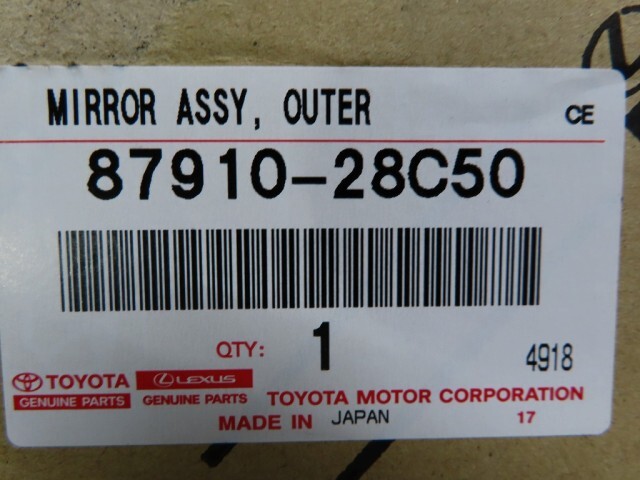 MIRROR ASSY, OUTER CE
87910-28C50
QTY: 1 4918
TOYOTA LEXUS
GENUINE PARTS GENUINE PARTS TOYOTA MOTOR CORPORATION
MADE IN JAPAN 17